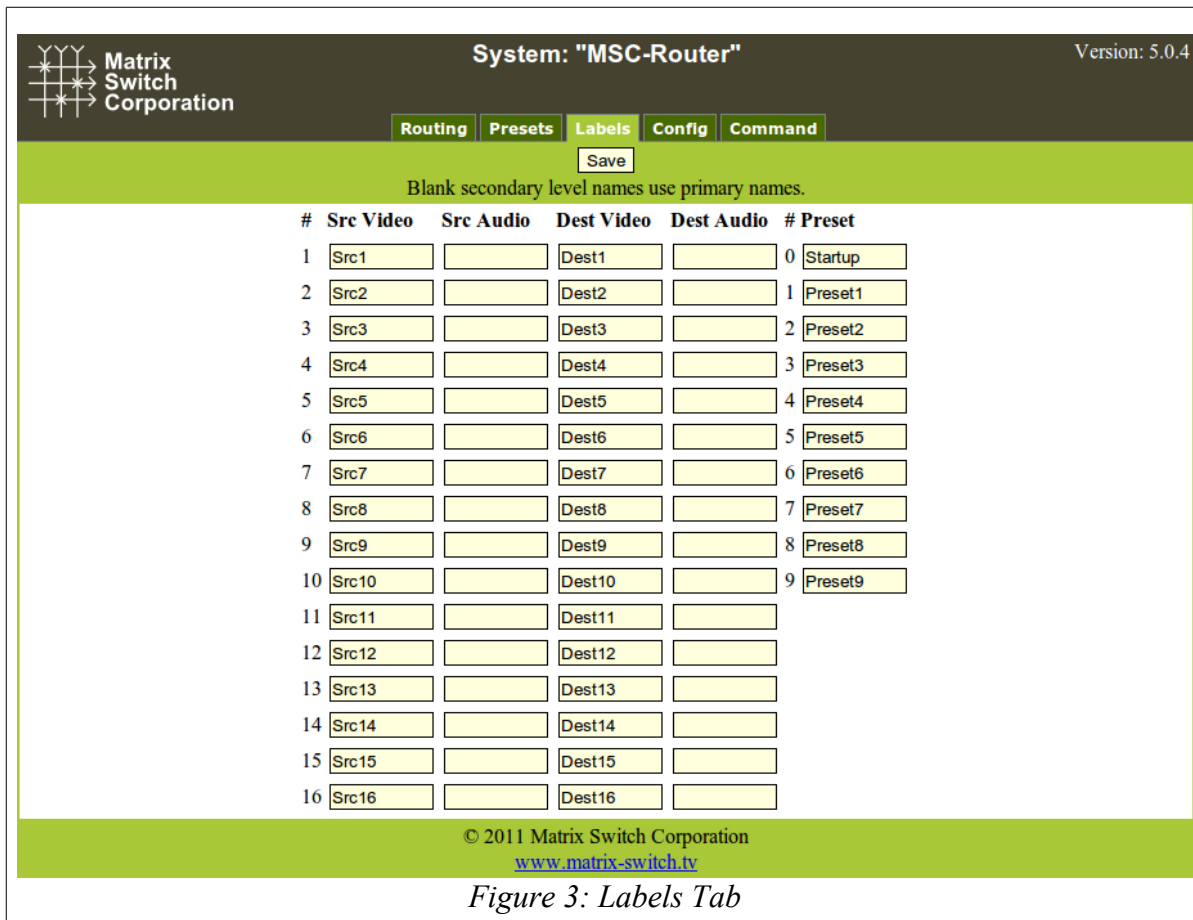 Matrix
Switch
Corporation
System: "MSC-Router"
Version: 5.0.4
Routing Presets Labels Config Command
Save
Blank secondary level names use primary names.
# Src Video Src Audio Dest Video Dest Audio # Preset
1 Src1 Dest1 0 Startup
2 Src2 Dest2 1 Preset1
3 Src3 Dest3 2 Preset2
4 Src4 Dest4 3 Preset3
5 Src5 Dest5 4 Preset4
6 Src6 Dest6 5 Preset5
7 Src7 Dest7 6 Preset6
8 Src8 Dest8 7 Preset7
9 Src9 Dest9 8 Preset8
10 Src10 Dest10 9 Preset9
11 Src11 Dest11
12 Src12 Dest12
13 Src13 Dest13
14 Src14 Dest14
15 Src15 Dest15
16 Src16 Dest16
© 2011 Matrix Switch Corporation
www.matrix-switch.tv
Figure 3: Labels Tab